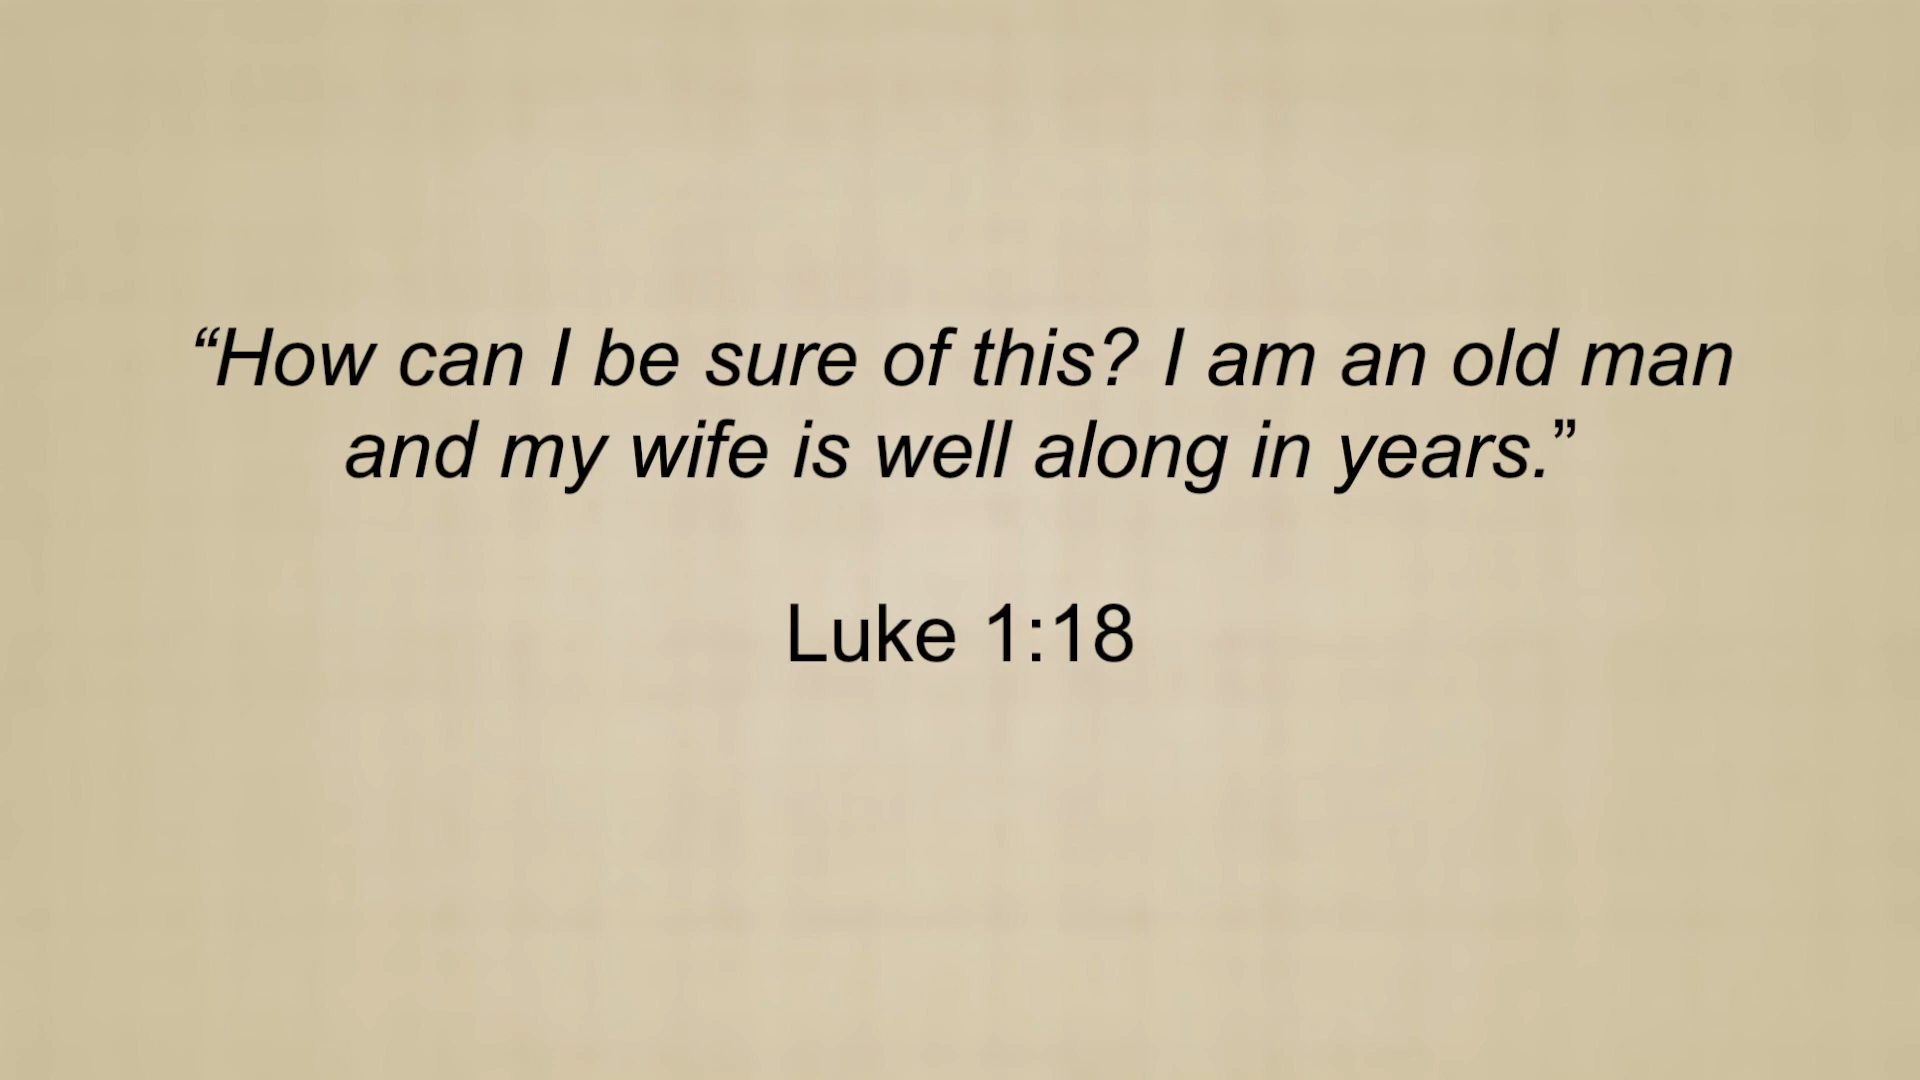 “How can I be sure of this? I am an old man
and my wife is well along in years.”
Luke 1:18